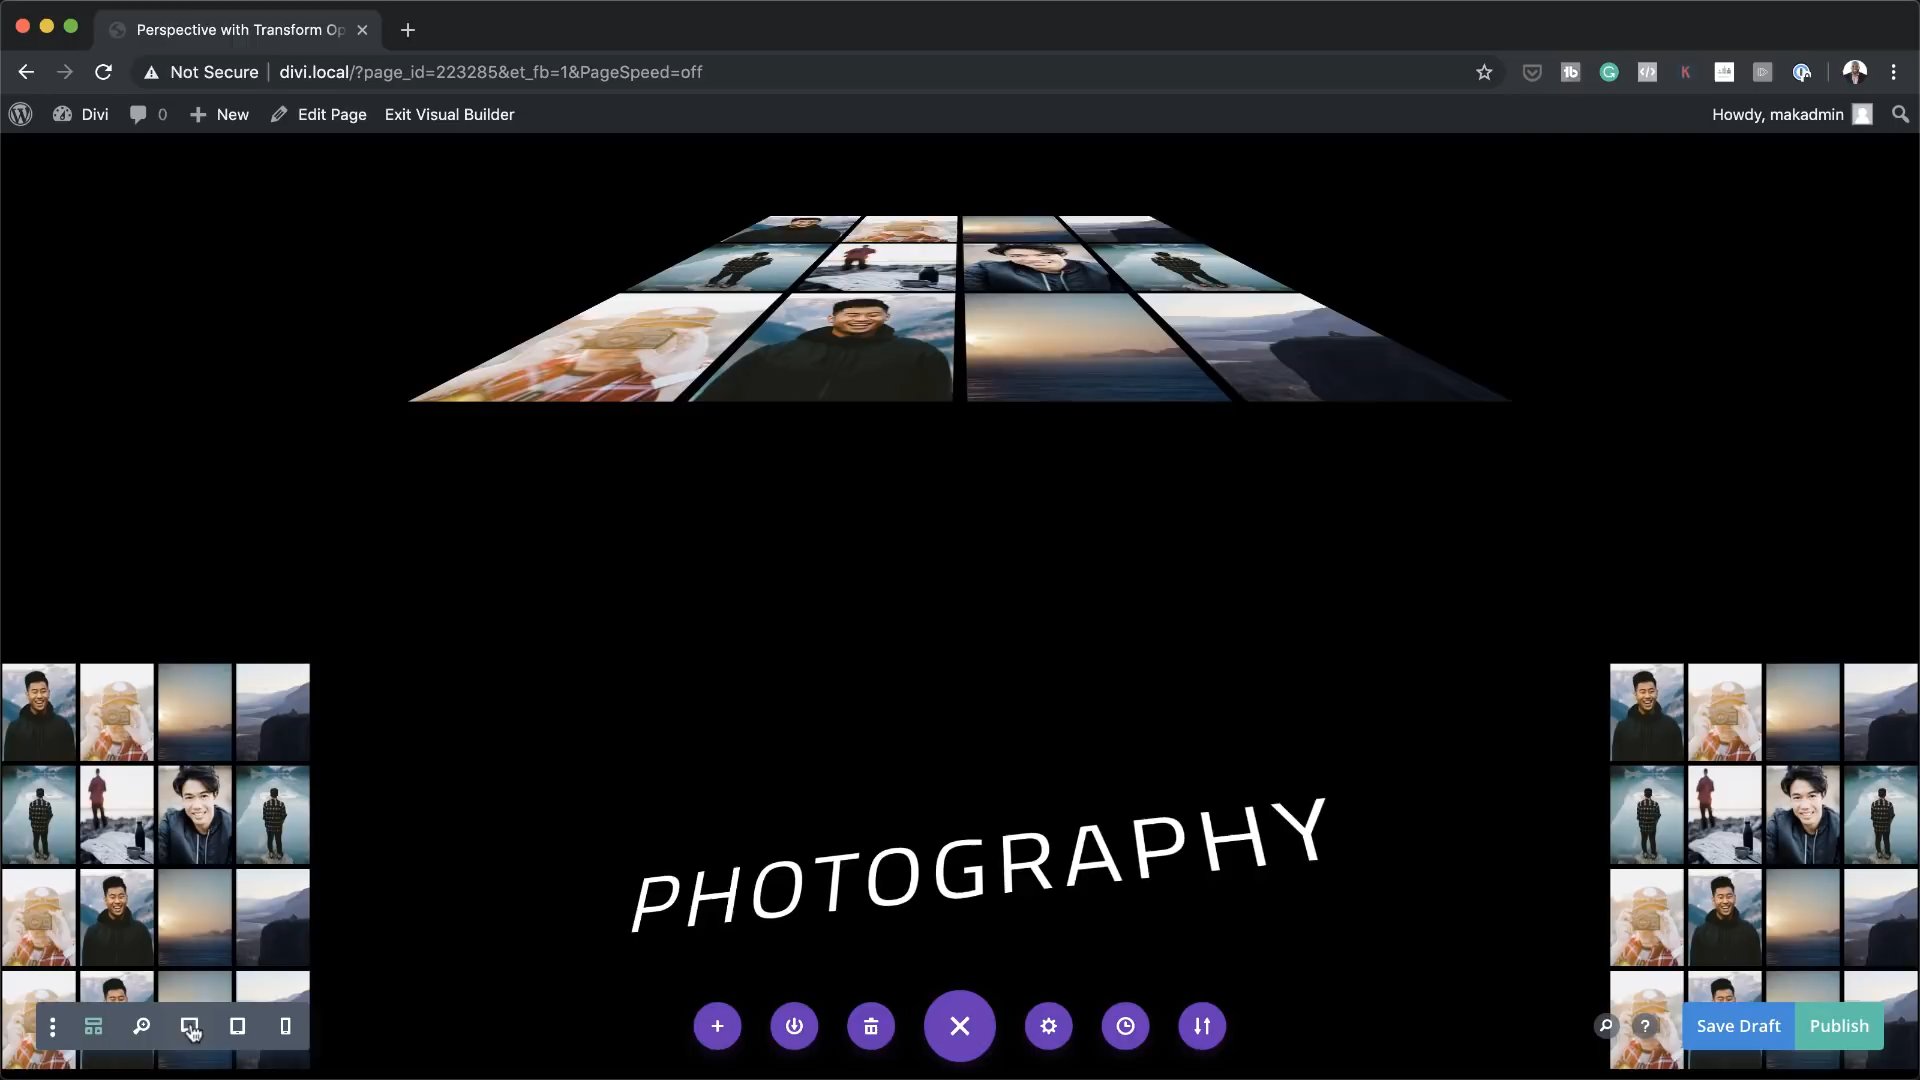 Perspective with Transform Op
Not Secure
divi.local/?page_id=223285&et_fb=1&PageSpeed=off
Divi
0
New
Edit Page
Exit Visual Builder
Howdy, makadmin
PHOTOGRAPHY
?
Save Draft
Publish